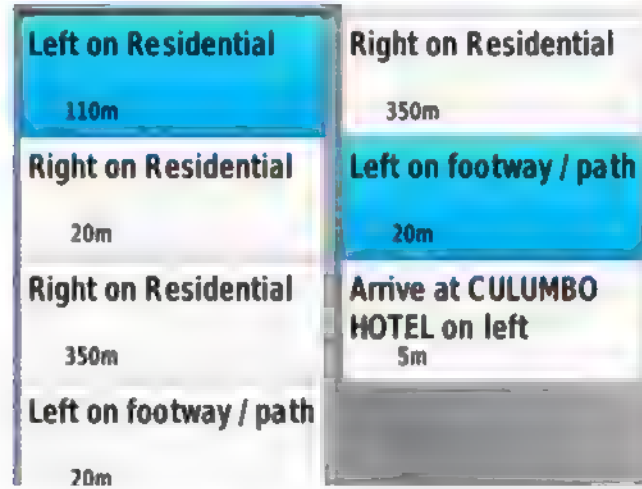 Left on Residential
110m
Right on Residential
20m
Right on Residential
350m
Left on footway / path
20m
Right on Residential
350m
Left on footway / path
20m
Arrive at CULUMBO
HOTEL on left
5m